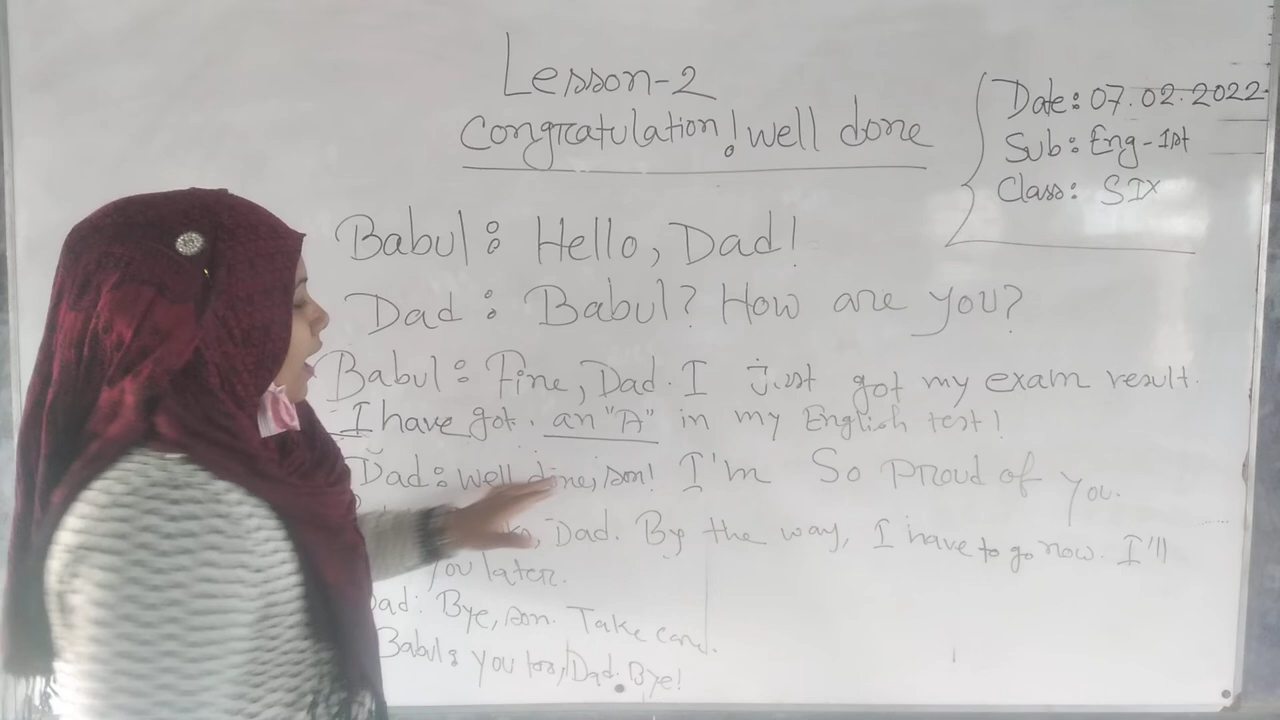 Lesson-2
Congratulation! well done
Date: 07.02.2022
Sub: Eng-1st
Class: SIX
Babul: Hello, Dad!
Dad: Babul? How are you?
Babul: Fine, Dad. I just got my exam result.
I have got. an "A" in my English test!
Dad: well done, son! I'm So proud of you.
Dad. By the way, I have to go now. I'll
you later.
Dad: Bye, son. Take care.
Babul: you too, Dad. Bye!